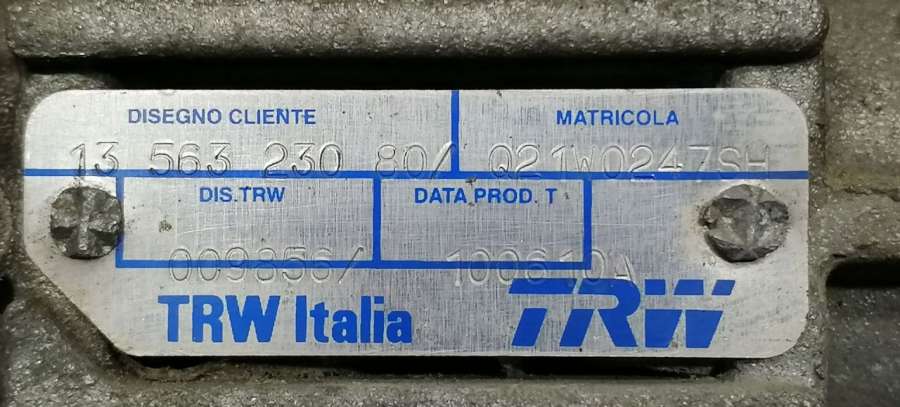 DISEGNO CLIENTE MATRICOLA
13 563 230 80/ Q21W0247SH
DIS.TRW DATA PROD. T
009856/ 100610A
TRW Italia TRW